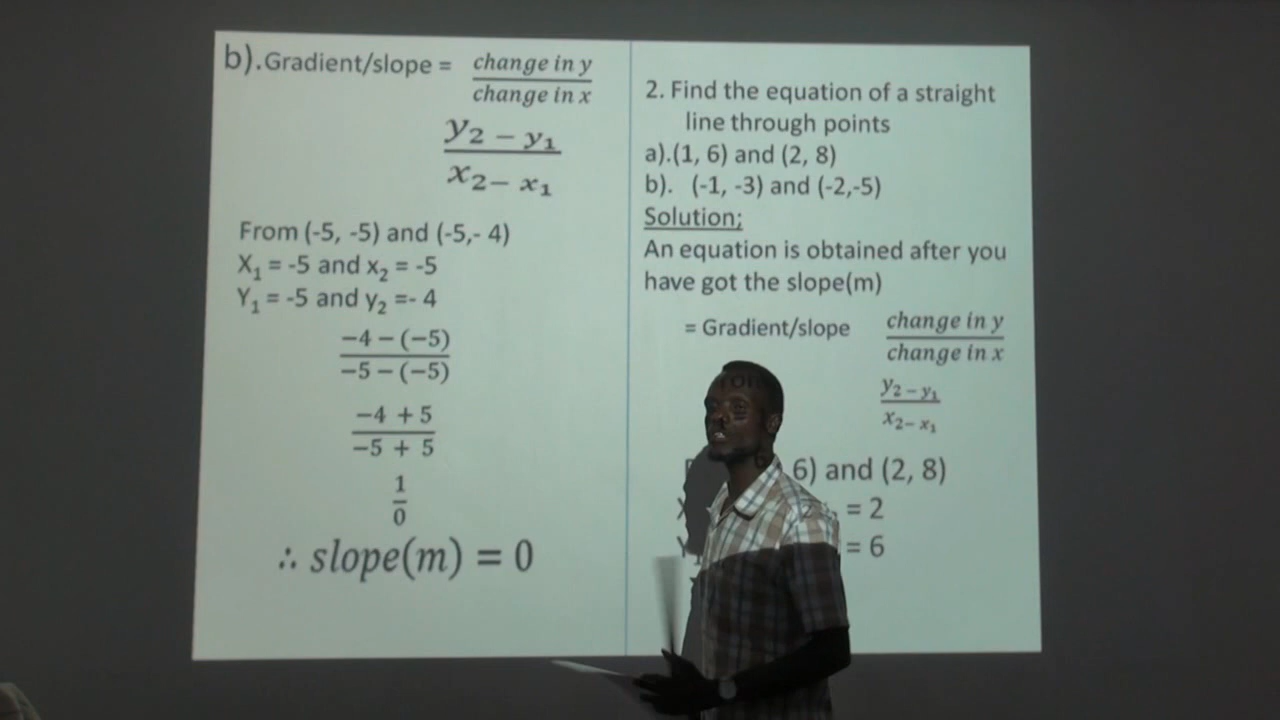 b).Gradient/slope = change in y / change in x
y₂ − y₁ / x₂− x₁
From (-5, -5) and (-5,- 4)
X₁ = -5 and x₂ = -5
Y₁ = -5 and y₂ =- 4
−4 − (−5) / −5 − (−5)
−4 + 5 / −5 + 5
1 / 0
∴ slope(m) = 0
2. Find the equation of a straight
line through points
a).(1, 6) and (2, 8)
b). (-1, -3) and (-2,-5)
Solution;
An equation is obtained after you
have got the slope(m)
= Gradient/slope change in y / change in x
y₂ − y₁ / x₂− x₁
6) and (2, 8)
= 2
= 6